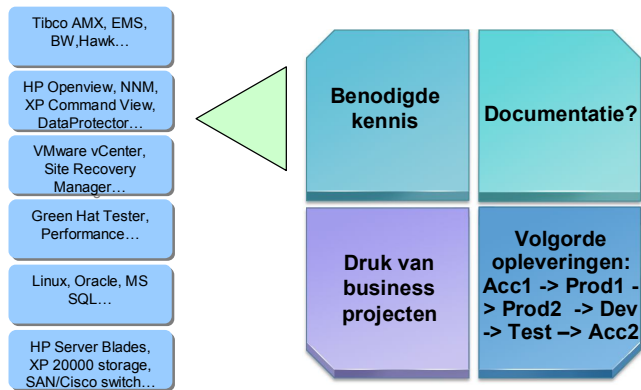 Tibco AMX, EMS,
BW,Hawk…
HP Openview, NNM,
XP Command View,
DataProtector…
VMware vCenter,
Site Recovery
Manager…
Green Hat Tester,
Performance…
Linux, Oracle, MS
SQL…
HP Server Blades,
XP 20000 storage,
SAN/Cisco switch…
Benodigde
kennis
Documentatie?
Druk van
business
projecten
Volgorde
opleveringen:
Acc1 -> Prod1 -
> Prod2 -> Dev
-> Test –> Acc2